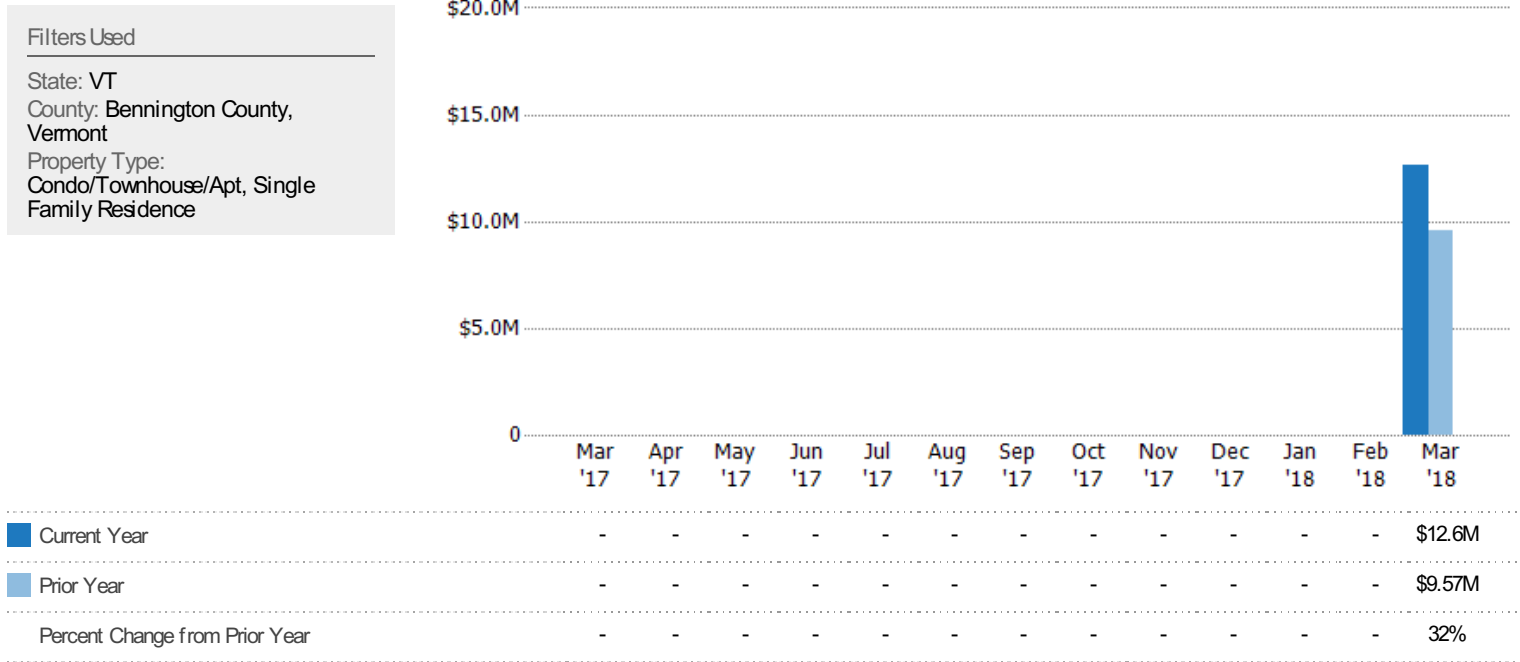 Filters Used
State: VT
County: Bennington County,
Vermont
Property Type:
Condo/Townhouse/Apt, Single
Family Residence
$20.0M
$15.0M
$10.0M
$5.0M
0
Mar Apr May Jun Jul Aug Sep Oct Nov Dec Jan Feb Mar
'17 '17 '17 '17 '17 '17 '17 '17 '17 '17 '18 '18 '18
Current Year - - - - - - - - - - - - $12.6M
Prior Year - - - - - - - - - - - - $9.57M
Percent Change from Prior Year - - - - - - - - - - - - 32%